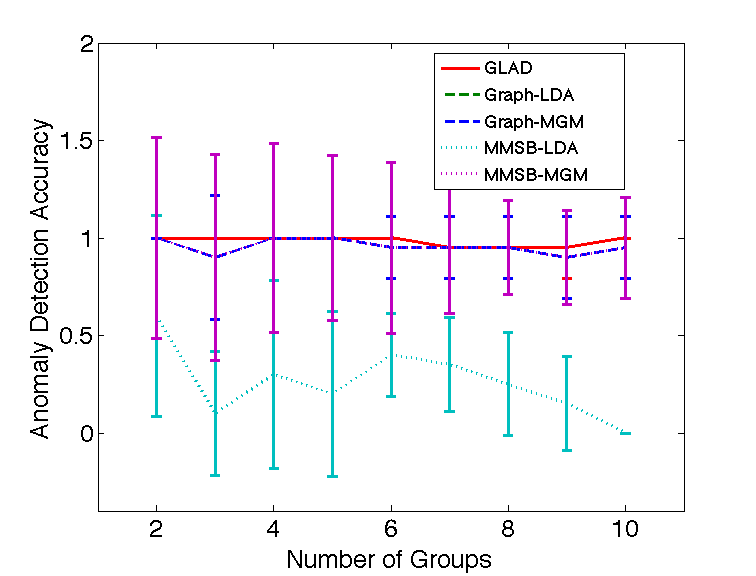 2
1.5
1
0.5
0
2
4
6
8
10
Number of Groups
Anomaly Detection Accuracy
GLAD
Graph-LDA
Graph-MGM
MMSB-LDA
MMSB-MGM